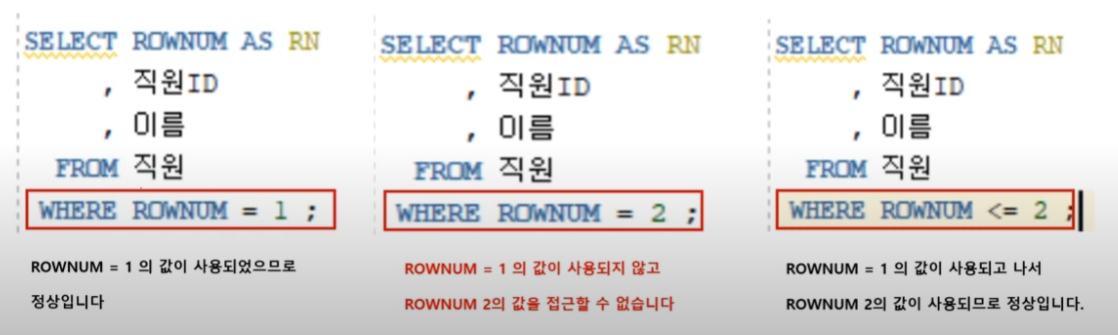 SELECT ROWNUM AS RN
, 직원ID
, 이름
FROM 직원
WHERE ROWNUM = 1 ;
ROWNUM = 1 의 값이 사용되었으므로
정상입니다
SELECT ROWNUM AS RN
, 직원ID
, 이름
FROM 직원
WHERE ROWNUM = 2 ;
ROWNUM = 1 의 값이 사용되지 않고
ROWNUM 2의 값을 접근할 수 없습니다
SELECT ROWNUM AS RN
, 직원ID
, 이름
FROM 직원
WHERE ROWNUM <= 2 ;
ROWNUM = 1 의 값이 사용되고 나서
ROWNUM 2의 값이 사용되므로 정상입니다.